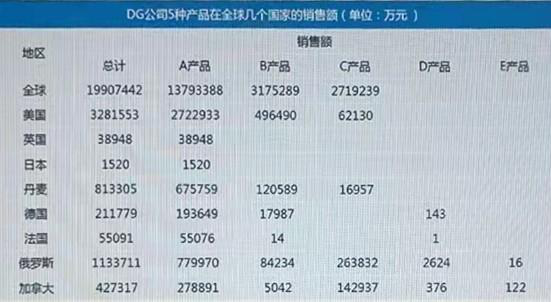 DG公司5种产品在全球几个国家的销售额(单位:万元)
地区 销售额
总计 A产品 B产品 C产品 D产品 E产品
全球 19907442 13793388 3175289 2719239
美国 3281553 2722933 496490 62130
英国 38948 38948
日本 1520 1520
丹麦 813305 675759 120589 16957
德国 211779 193649 17987 143
法国 55091 55076 14 1
俄罗斯 1133711 779970 84234 263832 2624 16
加拿大 427317 278891 5042 142937 376 122